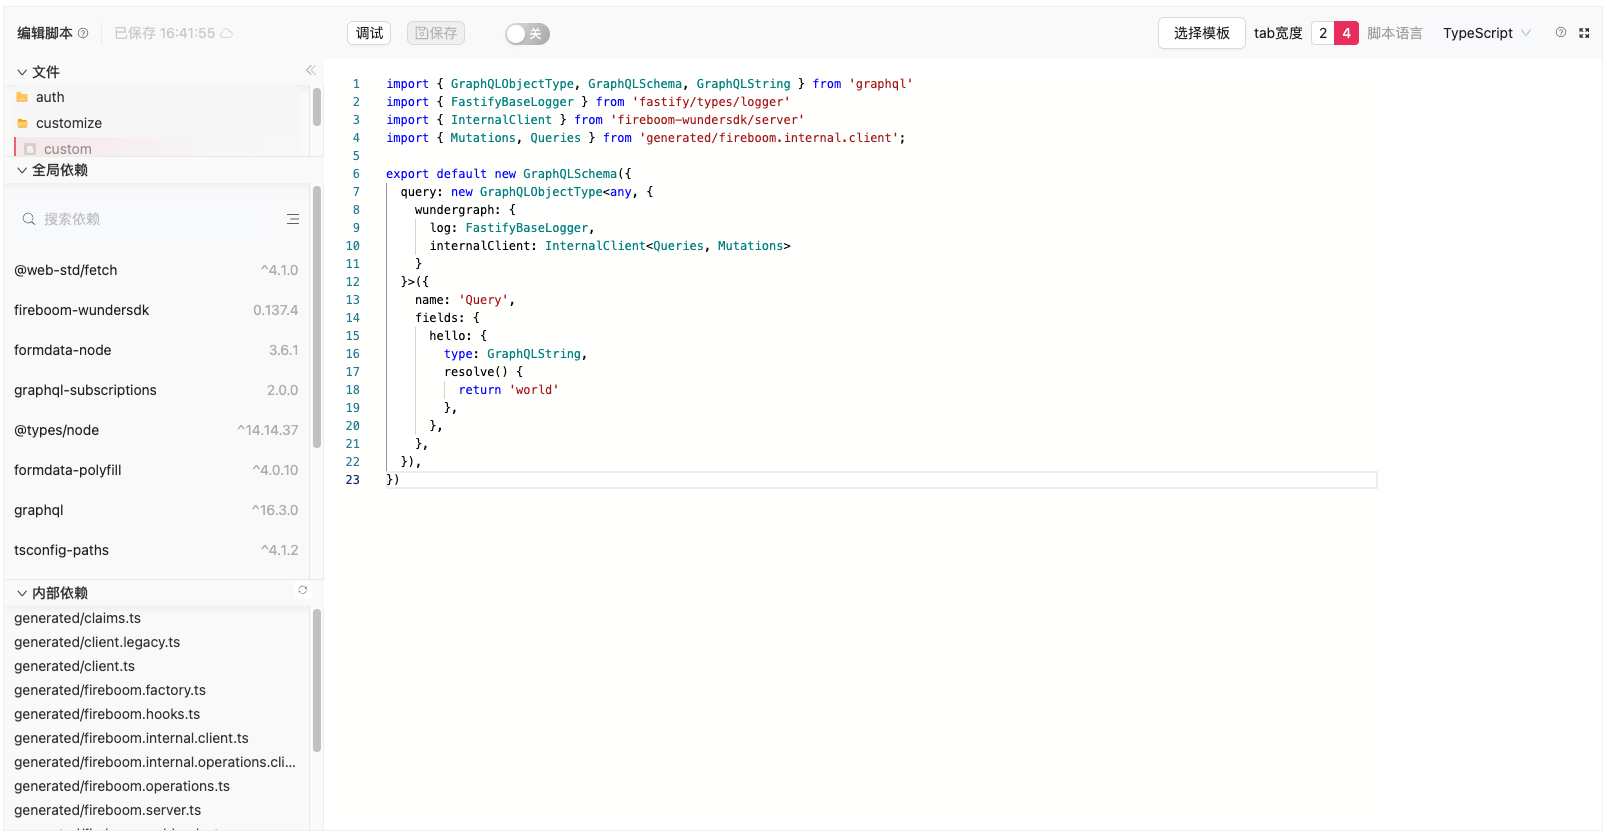 编辑脚本 已保存 16:41:55 调试 保存 关 选择模板 tab宽度 2 4 脚本语言 TypeScript
文件
auth
customize
custom
全局依赖
搜索依赖
@web-std/fetch ^4.1.0
fireboom-wundersdk 0.137.4
formdata-node 3.6.1
graphql-subscriptions 2.0.0
@types/node ^14.14.37
formdata-polyfill ^4.0.10
graphql ^16.3.0
tsconfig-paths ^4.1.2
内部依赖
generated/claims.ts
generated/client.legacy.ts
generated/client.ts
generated/fireboom.factory.ts
generated/fireboom.hooks.ts
generated/fireboom.internal.client.ts
generated/fireboom.internal.operations.cli...
generated/fireboom.operations.ts
generated/fireboom.server.ts
1 import { GraphQLObjectType, GraphQLSchema, GraphQLString } from 'graphql'
2 import { FastifyBaseLogger } from 'fastify/types/logger'
3 import { InternalClient } from 'fireboom-wundersdk/server'
4 import { Mutations, Queries } from 'generated/fireboom.internal.client';
5
6 export default new GraphQLSchema({
7   query: new GraphQLObjectType<any, {
8     wundergraph: {
9       log: FastifyBaseLogger,
10       internalClient: InternalClient<Queries, Mutations>
11     }
12   }>({
13     name: 'Query',
14     fields: {
15       hello: {
16         type: GraphQLString,
17         resolve() {
18           return 'world'
19         },
20       },
21     },
22   }),
23 })